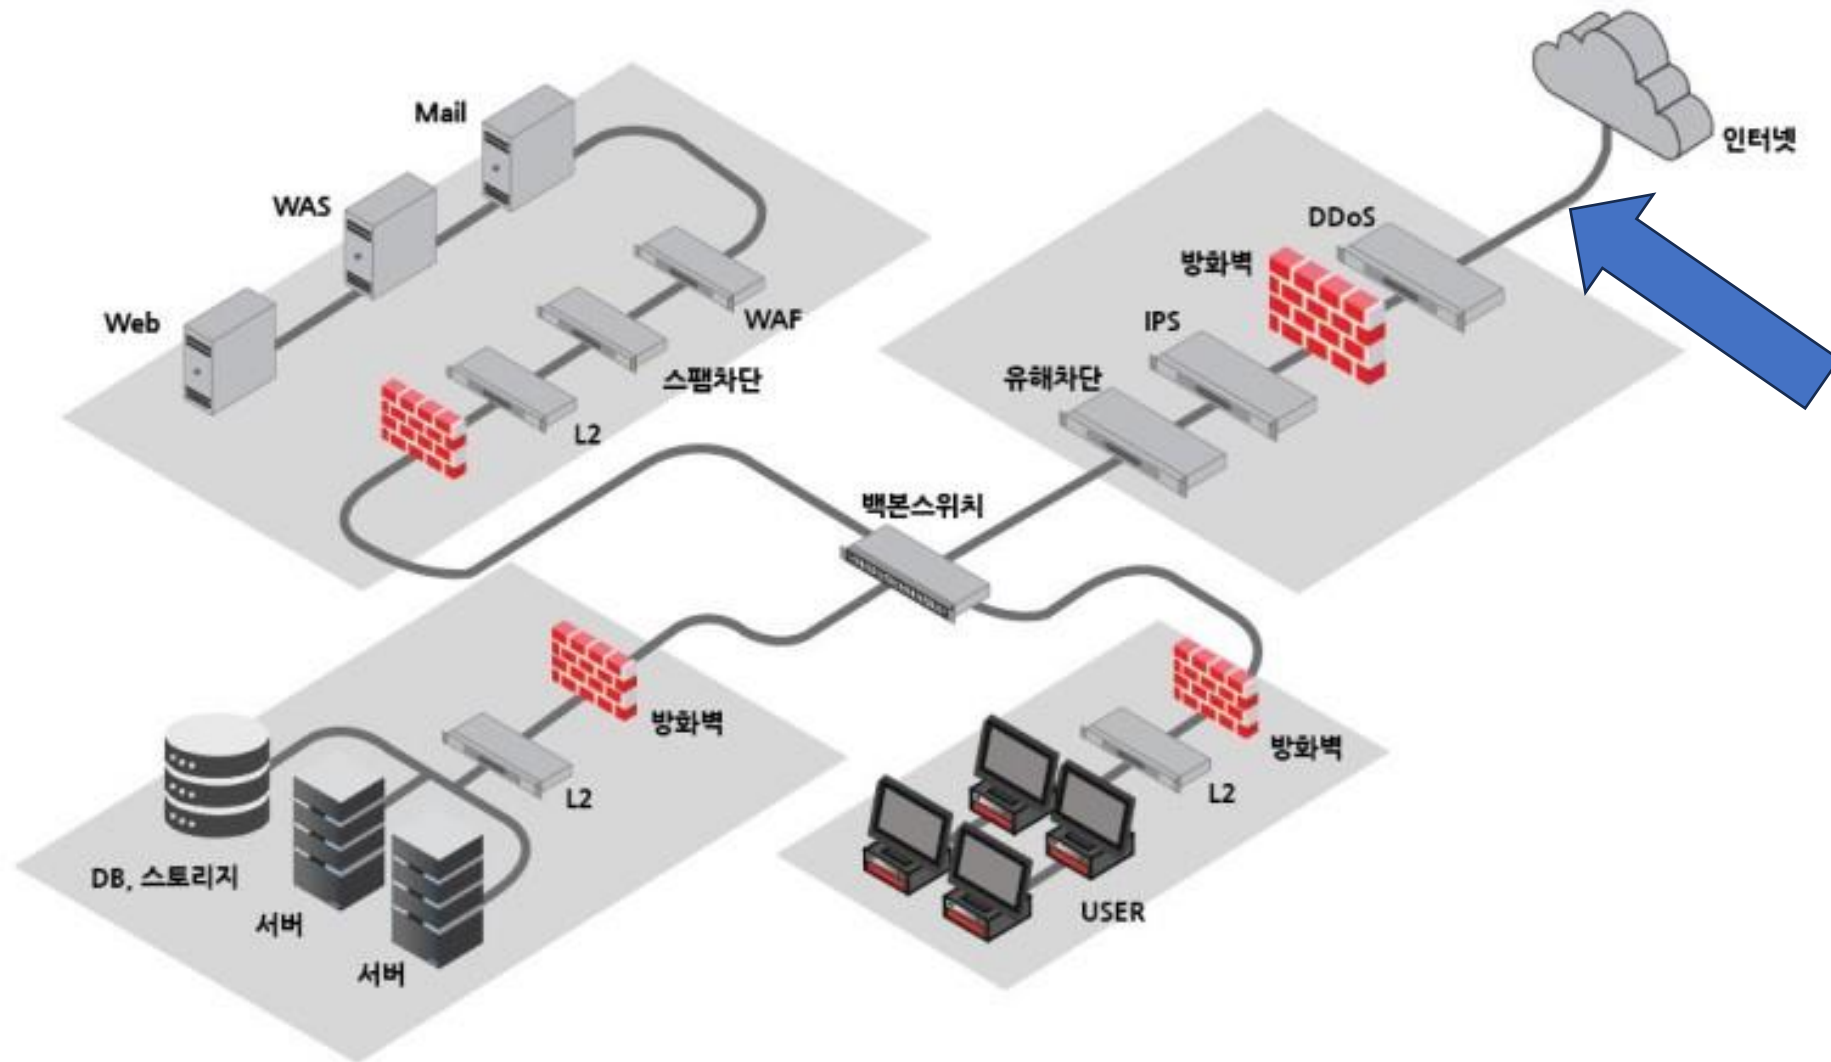 Mail
인터넷
WAS
DDoS
방화벽
Web
WAF
IPS
스팸차단
유해차단
L2
백본스위치
방화벽
방화벽
L2
L2
DB, 스토리지
서버
USER
서버